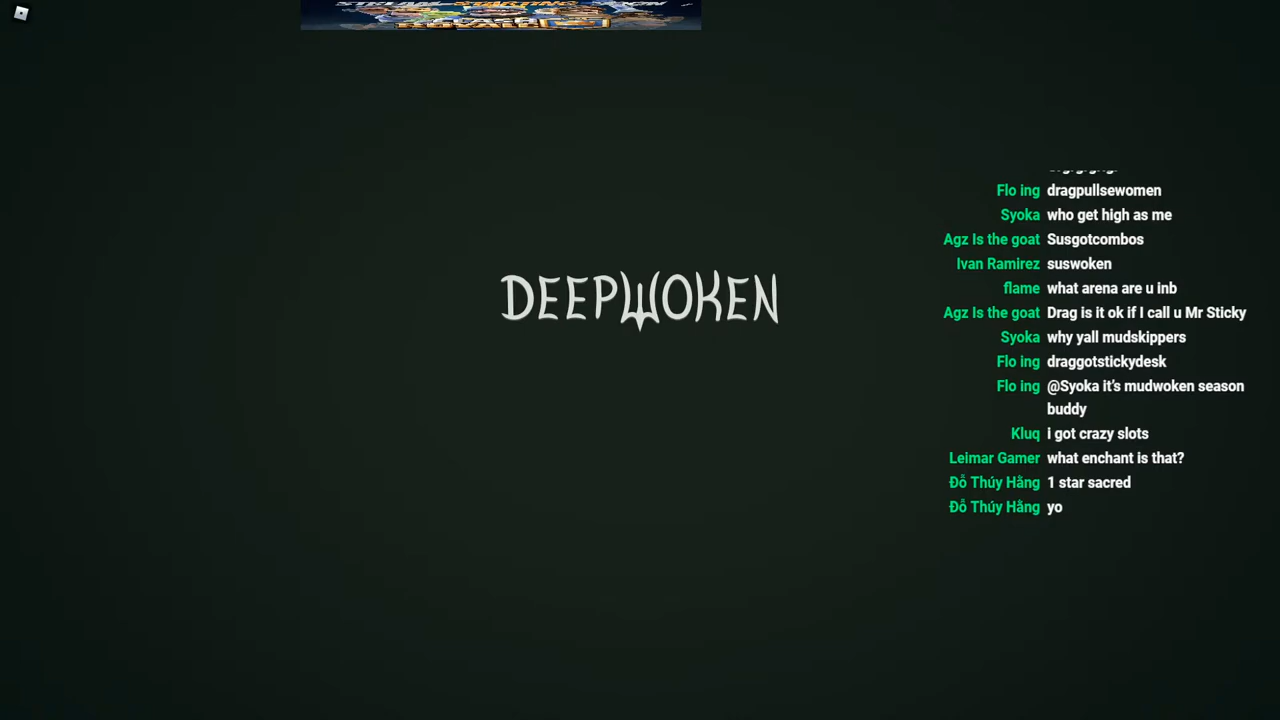 STREAM STARTING SOON
DEEPWOKEN
Flo ing dragpullsewomen
Syoka who get high as me
Agz Is the goat Susgotcombos
Ivan Ramirez suswoken
flame what arena are u inb
Agz Is the goat Drag is it ok if I call u Mr Sticky
Syoka why yall mudskippers
Flo ing draggotstickydesk
Flo ing @Syoka it's mudwoken season
buddy
Kluq i got crazy slots
Leimar Gamer what enchant is that?
Đỗ Thúy Hằng 1 star sacred
Đỗ Thúy Hằng yo